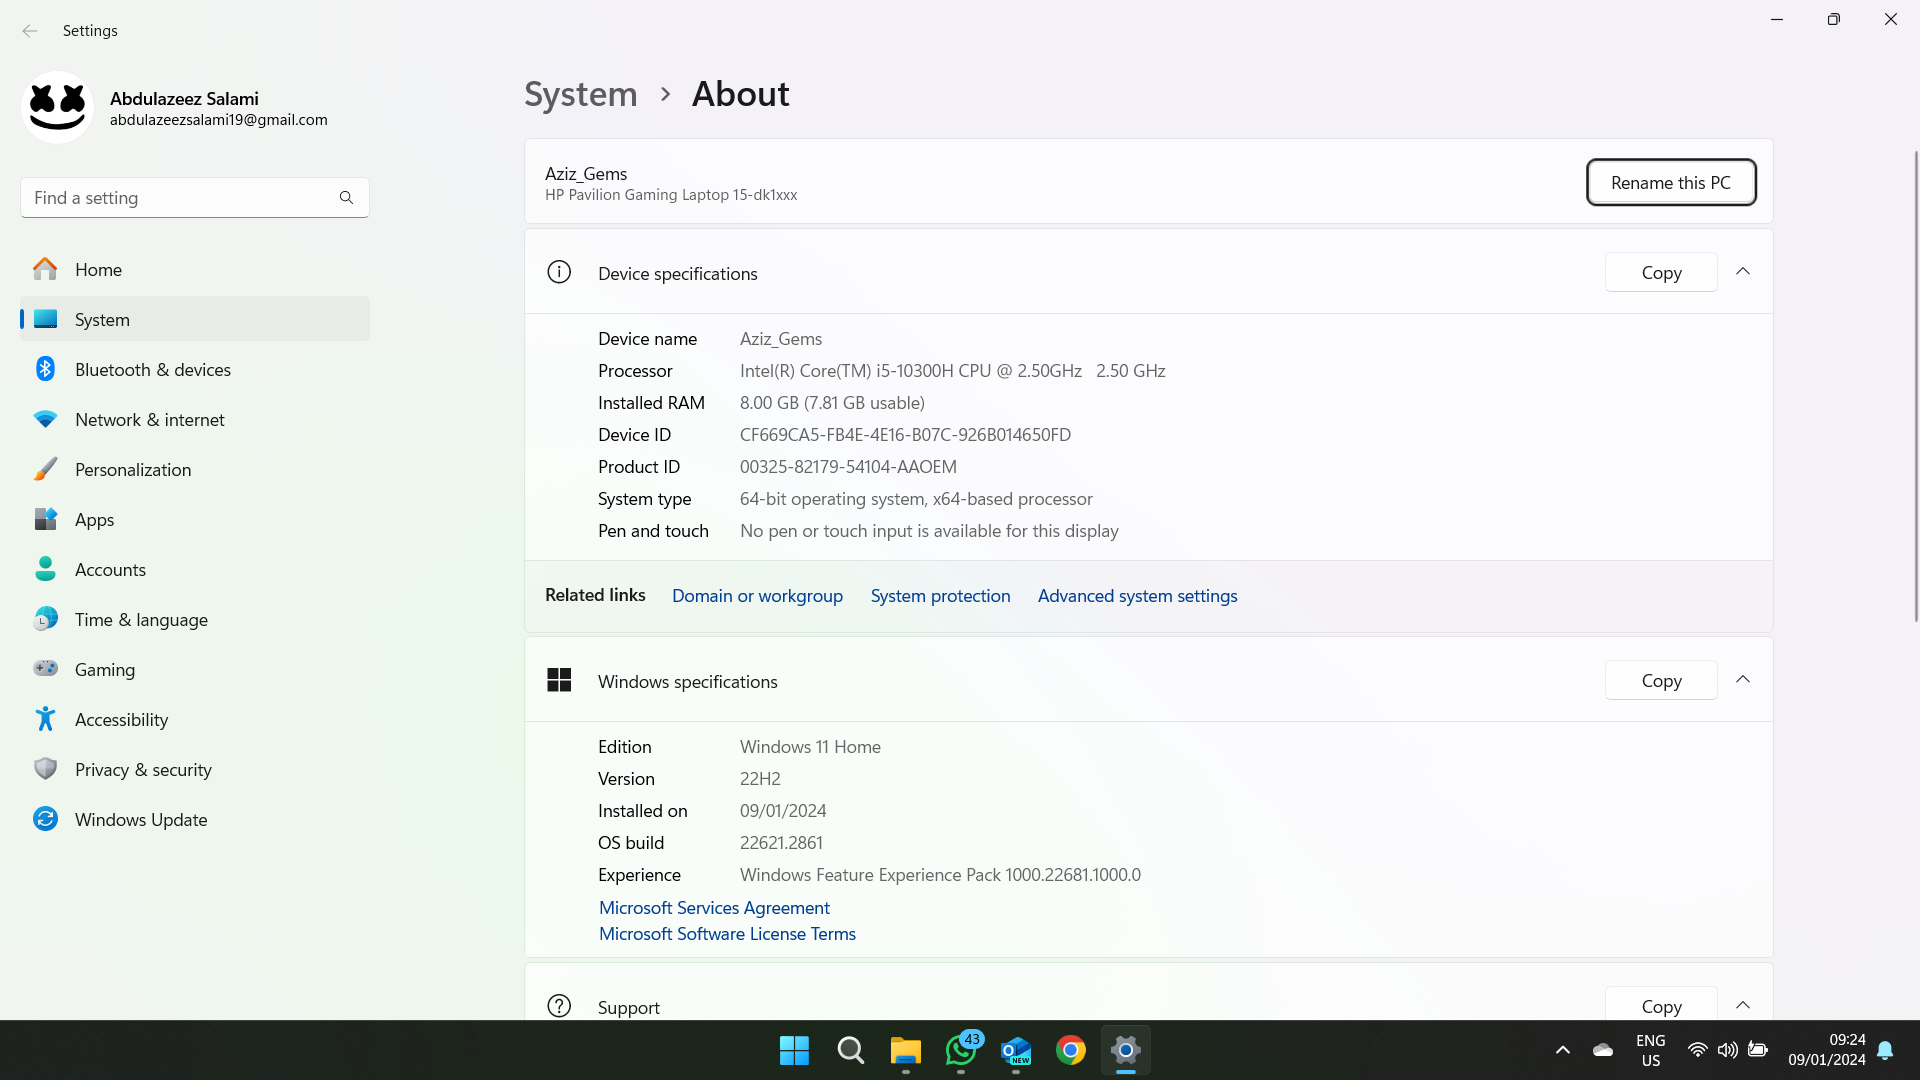 Settings
Abdulazeez Salami
abdulazeezsalami19@gmail.com
Find a setting
Home
System
Bluetooth & devices
Network & internet
Personalization
Apps
Accounts
Time & language
Gaming
Accessibility
Privacy & security
Windows Update
System > About
Aziz_Gems
HP Pavilion Gaming Laptop 15-dk1xxx
Rename this PC
Device specifications
Copy
Device name Aziz_Gems
Processor Intel(R) Core(TM) i5-10300H CPU @ 2.50GHz 2.50 GHz
Installed RAM 8.00 GB (7.81 GB usable)
Device ID CF669CA5-FB4E-4E16-B07C-926B014650FD
Product ID 00325-82179-54104-AAOEM
System type 64-bit operating system, x64-based processor
Pen and touch No pen or touch input is available for this display
Related links Domain or workgroup System protection Advanced system settings
Windows specifications
Copy
Edition Windows 11 Home
Version 22H2
Installed on 09/01/2024
OS build 22621.2861
Experience Windows Feature Experience Pack 1000.22681.1000.0
Microsoft Services Agreement
Microsoft Software License Terms
Support
Copy
43
NEW
ENG
US
09:24
09/01/2024